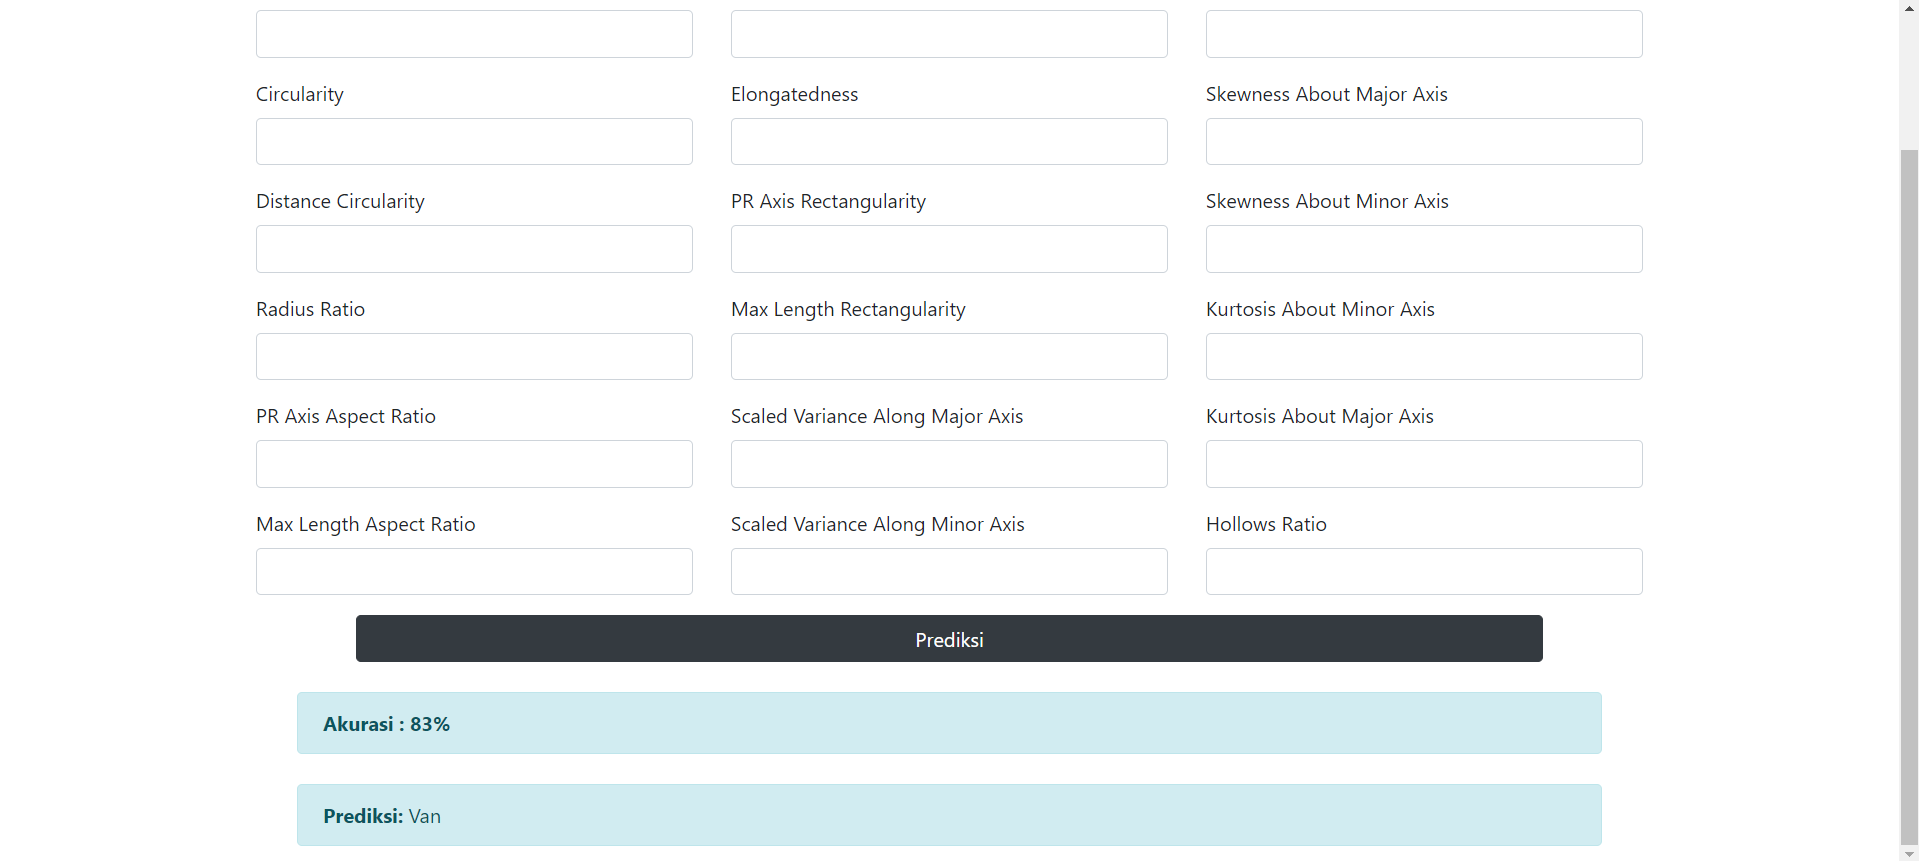 Circularity
Elongatedness
Skewness About Major Axis
Distance Circularity
PR Axis Rectangularity
Skewness About Minor Axis
Radius Ratio
Max Length Rectangularity
Kurtosis About Minor Axis
PR Axis Aspect Ratio
Scaled Variance Along Major Axis
Kurtosis About Major Axis
Max Length Aspect Ratio
Scaled Variance Along Minor Axis
Hollows Ratio
Prediksi
Akurasi : 83%
Prediksi: Van